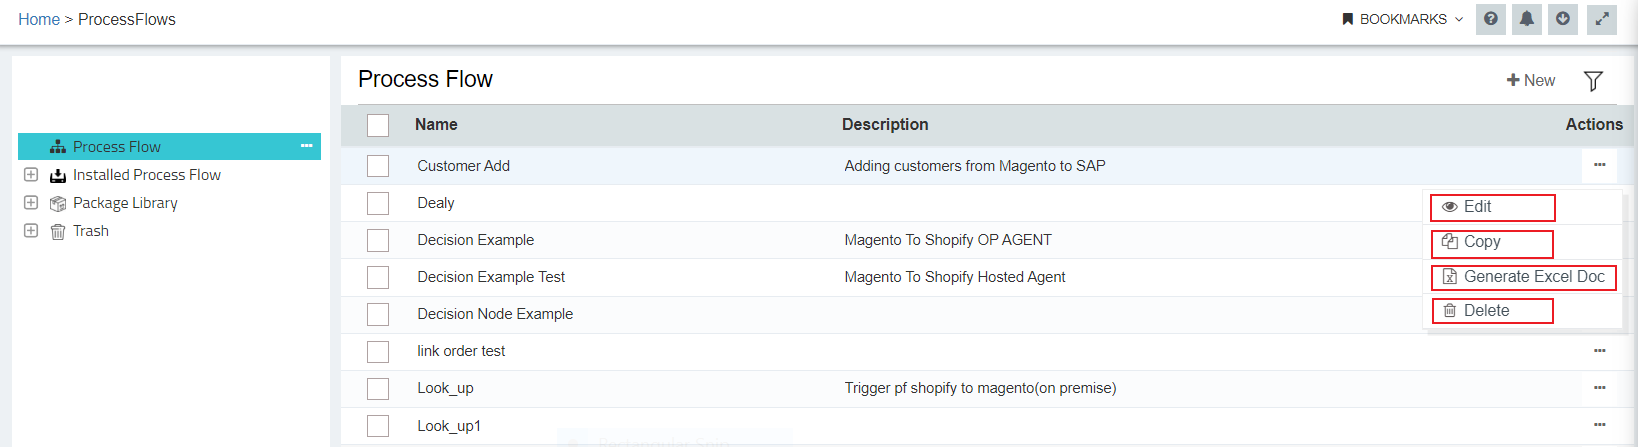 Home > ProcessFlows
BOOKMARKS
Process Flow
Installed Process Flow
Package Library
Trash
Process Flow
New
Name Description Actions
Customer Add Adding customers from Magento to SAP
Dealy
Decision Example Magento To Shopify OP AGENT
Decision Example Test Magento To Shopify Hosted Agent
Decision Node Example
link order test
Look_up Trigger pf shopify to magento(on premise)
Look_up1
Edit
Copy
Generate Excel Doc
Delete